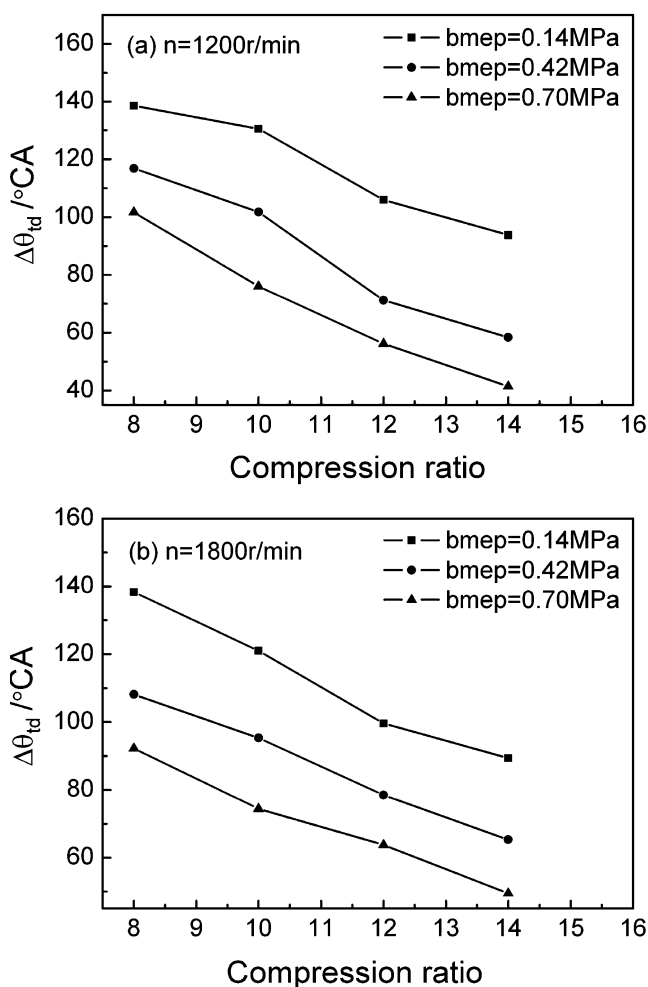 160
(a) n=1200r/min
bmep=0.14MPa
bmep=0.42MPa
bmep=0.70MPa
140
120
100
80
60
40
Δθtd /°CA
8 9 10 11 12 13 14 15 16
Compression ratio
160
(b) n=1800r/min
bmep=0.14MPa
bmep=0.42MPa
bmep=0.70MPa
140
120
100
80
60
Δθtd /°CA
8 9 10 11 12 13 14 15 16
Compression ratio